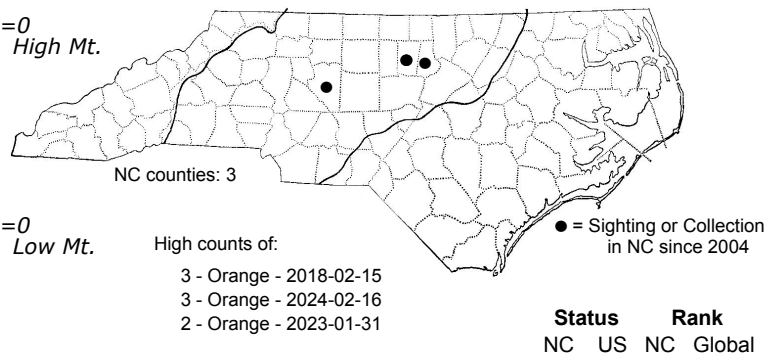 =0
High Mt.
NC counties: 3
=0
Low Mt.
High counts of:
3 - Orange - 2018-02-15
3 - Orange - 2024-02-16
2 - Orange - 2023-01-31
● = Sighting or Collection
in NC since 2004
Status Rank
NC US NC Global